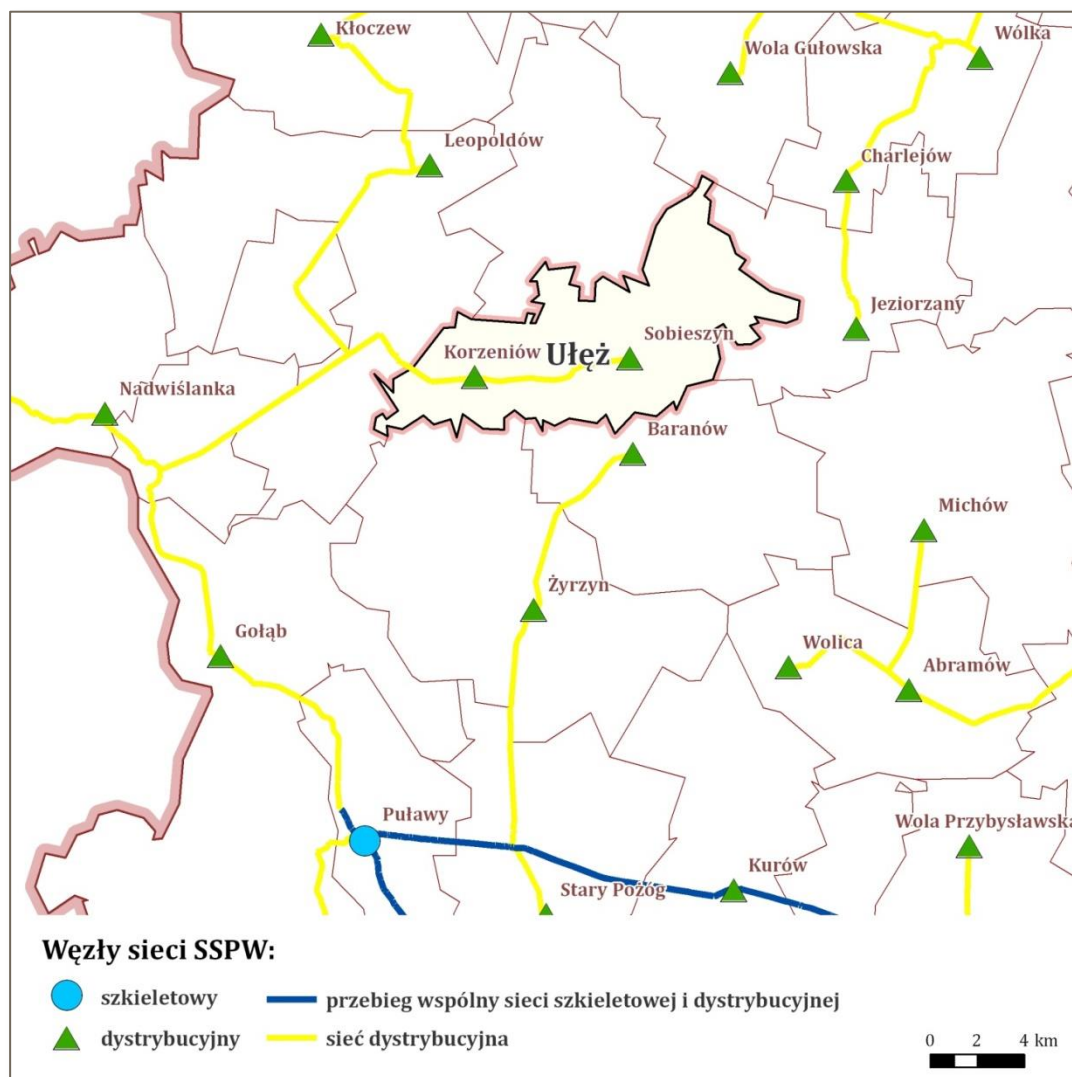 Kłoczew
Wola Gułowska
Wólka
Leopoldów
Charlejów
Jeziorzany
Sobieszyn
Korzeniów
Ułęż
Nadwiślanka
Baranów
Michów
Żyrzyn
Gołąb
Wolica
Abramów
Puławy
Wola Przybysławska
Kurów
Stary Pożóg
Węzły sieci SSPW:
szkieletowy
przebieg wspólny sieci szkieletowej i dystrybucyjnej
dystrybucyjny
sieć dystrybucyjna
0 2 4 km